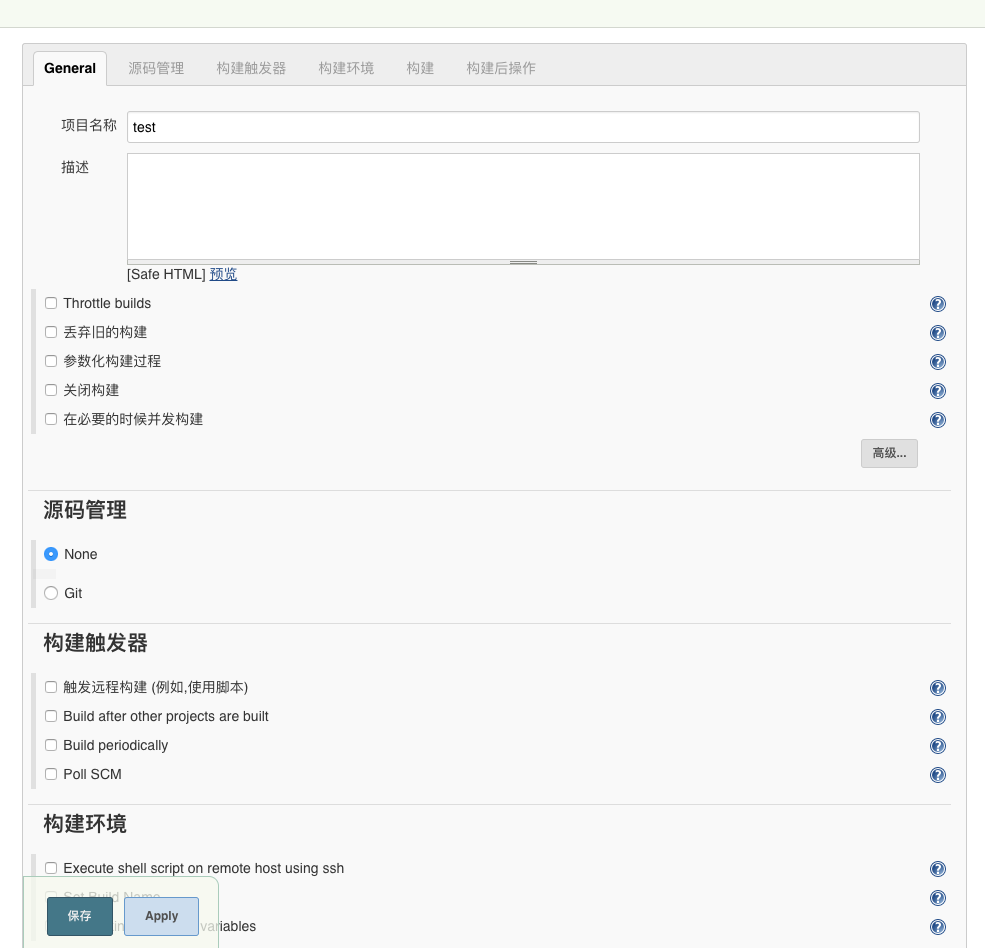 General 源码管理 构建触发器 构建环境 构建 构建后操作
项目名称 test
描述
[Safe HTML] 预览
Throttle builds
丢弃旧的构建
参数化构建过程
关闭构建
在必要的时候并发构建
高级...
源码管理
None
Git
构建触发器
触发远程构建 (例如,使用脚本)
Build after other projects are built
Build periodically
Poll SCM
构建环境
Execute shell script on remote host using ssh
Set Build Name
variables
保存 Apply